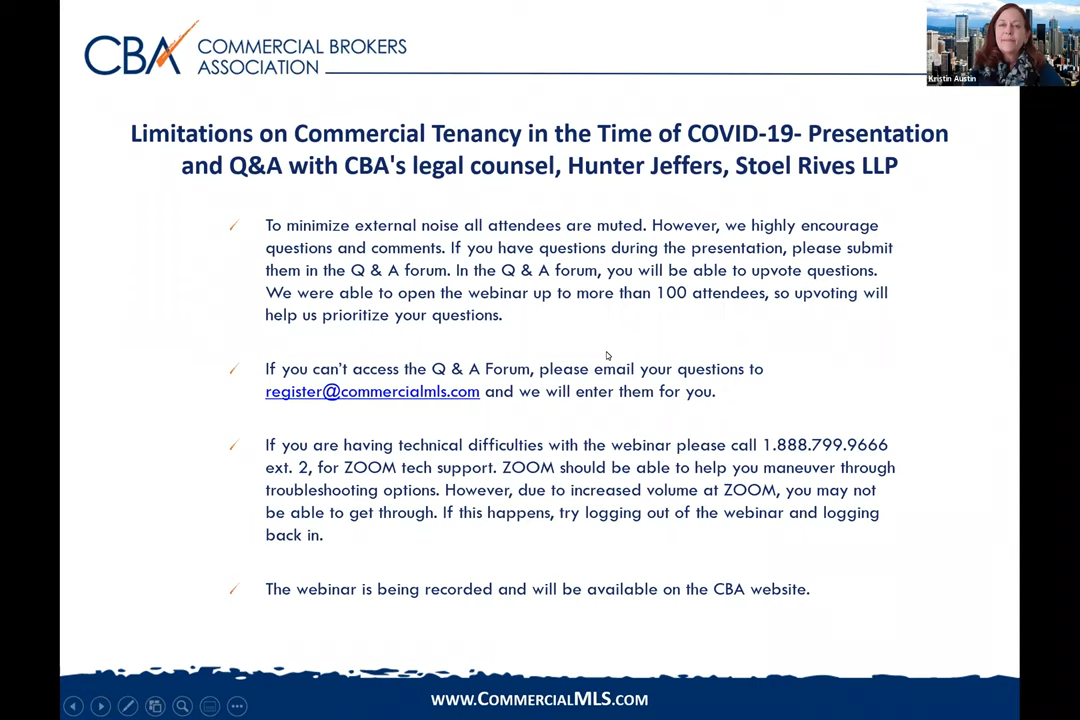 CBA COMMERCIAL BROKERS
ASSOCIATION
Kristin Austin
Limitations on Commercial Tenancy in the Time of COVID-19- Presentation
and Q&A with CBA's legal counsel, Hunter Jeffers, Stoel Rives LLP
To minimize external noise all attendees are muted. However, we highly encourage
questions and comments. If you have questions during the presentation, please submit
them in the Q & A forum. In the Q & A forum, you will be able to upvote questions.
We were able to open the webinar up to more than 100 attendees, so upvoting will
help us prioritize your questions.
If you can't access the Q & A Forum, please email your questions to
register@commercialmls.com and we will enter them for you.
If you are having technical difficulties with the webinar please call 1.888.799.9666
ext. 2, for ZOOM tech support. ZOOM should be able to help you maneuver through
troubleshooting options. However, due to increased volume at ZOOM, you may not
be able to get through. If this happens, try logging out of the webinar and logging
back in.
The webinar is being recorded and will be available on the CBA website.
WWW.COMMERCIALMLS.COM